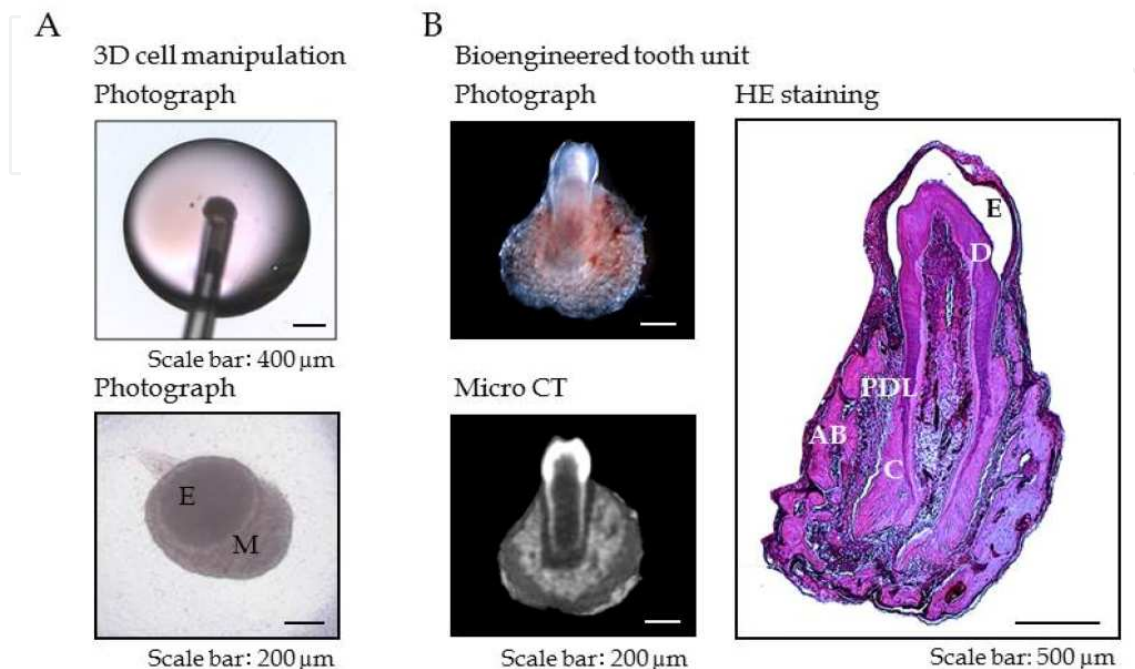 A
3D cell manipulation
Photograph
Scale bar: 400 µm
Photograph
E
M
Scale bar: 200 µm
B
Bioengineered tooth unit
Photograph
Micro CT
Scale bar: 200 µm
HE staining
E
D
PDL
AB
C
Scale bar: 500 µm